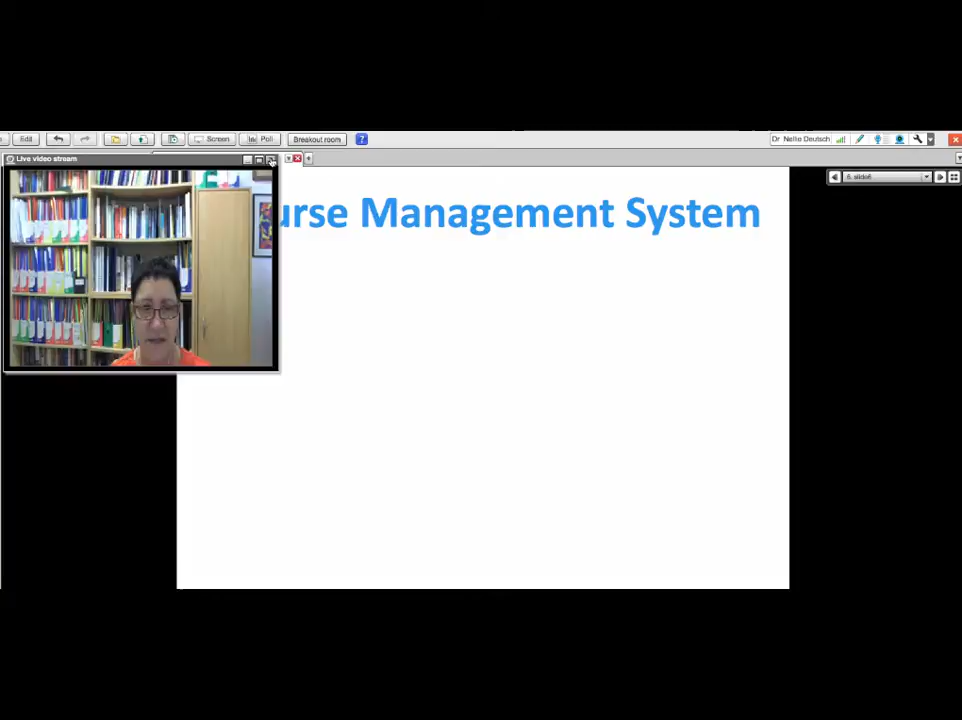 Edit
Screen
Poll
Breakout room
?
Dr Nellie Deutsch
Live video stream
urse Management System